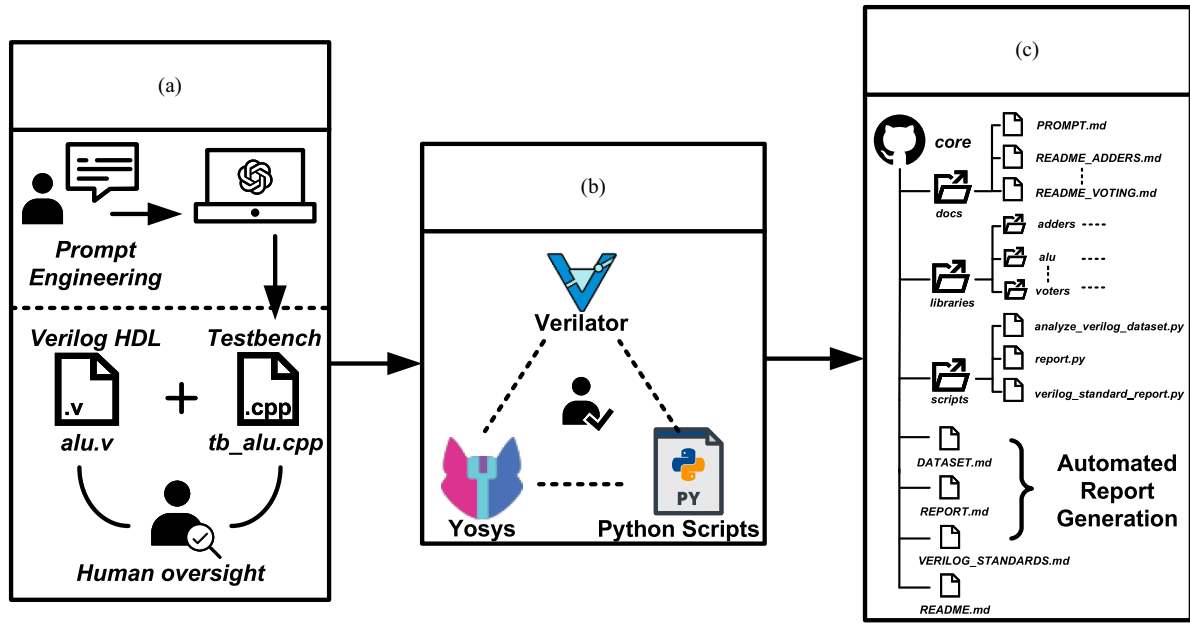 (a)
Prompt
Engineering
Verilog HDL
Testbench
.v
+
.cpp
alu.v
tb_alu.cpp
Human oversight
(b)
Verilator
Yosys
PY
Python Scripts
(c)
core
docs
PROMPT.md
README_ADDERS.md
README_VOTING.md
libraries
adders
alu
voters
scripts
analyze_verilog_dataset.py
report.py
verilog_standard_report.py
DATASET.md
REPORT.md
VERILOG_STANDARDS.md
README.md
Automated
Report
Generation